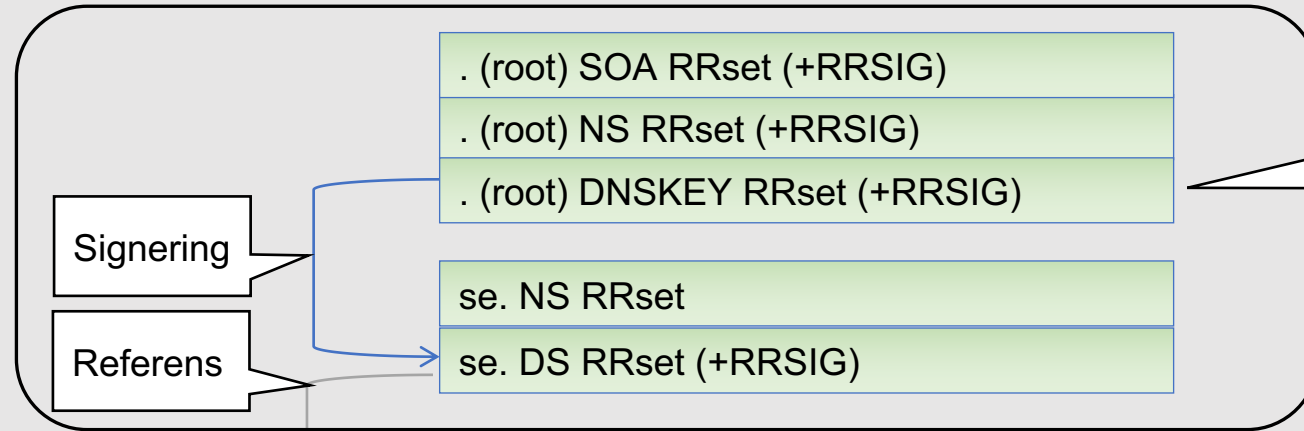 . (root) SOA RRset (+RRSIG)
. (root) NS RRset (+RRSIG)
. (root) DNSKEY RRset (+RRSIG)
Signering
se. NS RRset
Referens
se. DS RRset (+RRSIG)